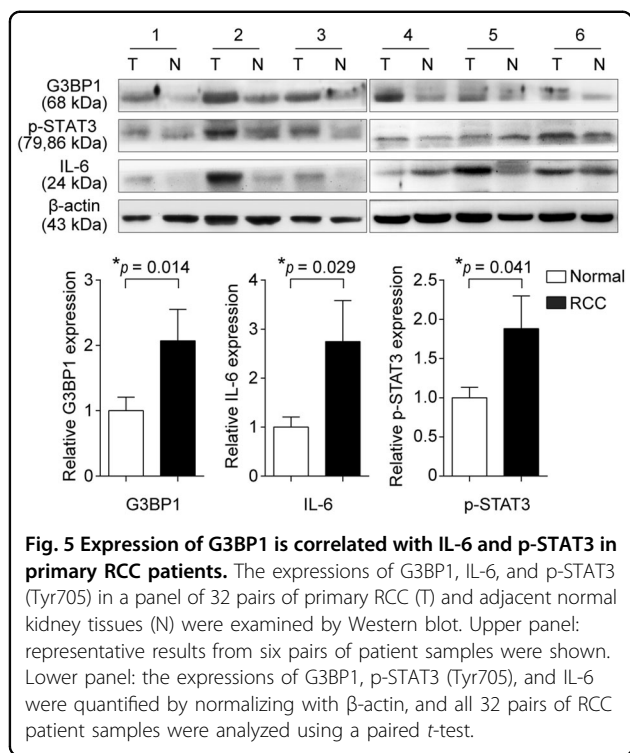 1 2 3 4 5 6
T N T N T N T N T N T N
G3BP1
(68 kDa)
p-STAT3
(79,86 kDa)
IL-6
(24 kDa)
β-actin
(43 kDa)
*p = 0.014
Relative G3BP1 expression
3
2
1
0
G3BP1
*p = 0.029
Relative IL-6 expression
4
3
2
1
0
IL-6
*p = 0.041
Relative p-STAT3 expression
2.5
2.0
1.5
1.0
0.5
0.0
p-STAT3
Normal
RCC
Fig. 5 Expression of G3BP1 is correlated with IL-6 and p-STAT3 in
primary RCC patients. The expressions of G3BP1, IL-6, and p-STAT3
(Tyr705) in a panel of 32 pairs of primary RCC (T) and adjacent normal
kidney tissues (N) were examined by Western blot. Upper panel:
representative results from six pairs of patient samples were shown.
Lower panel: the expressions of G3BP1, p-STAT3 (Tyr705), and IL-6
were quantified by normalizing with β-actin, and all 32 pairs of RCC
patient samples were analyzed using a paired t-test.